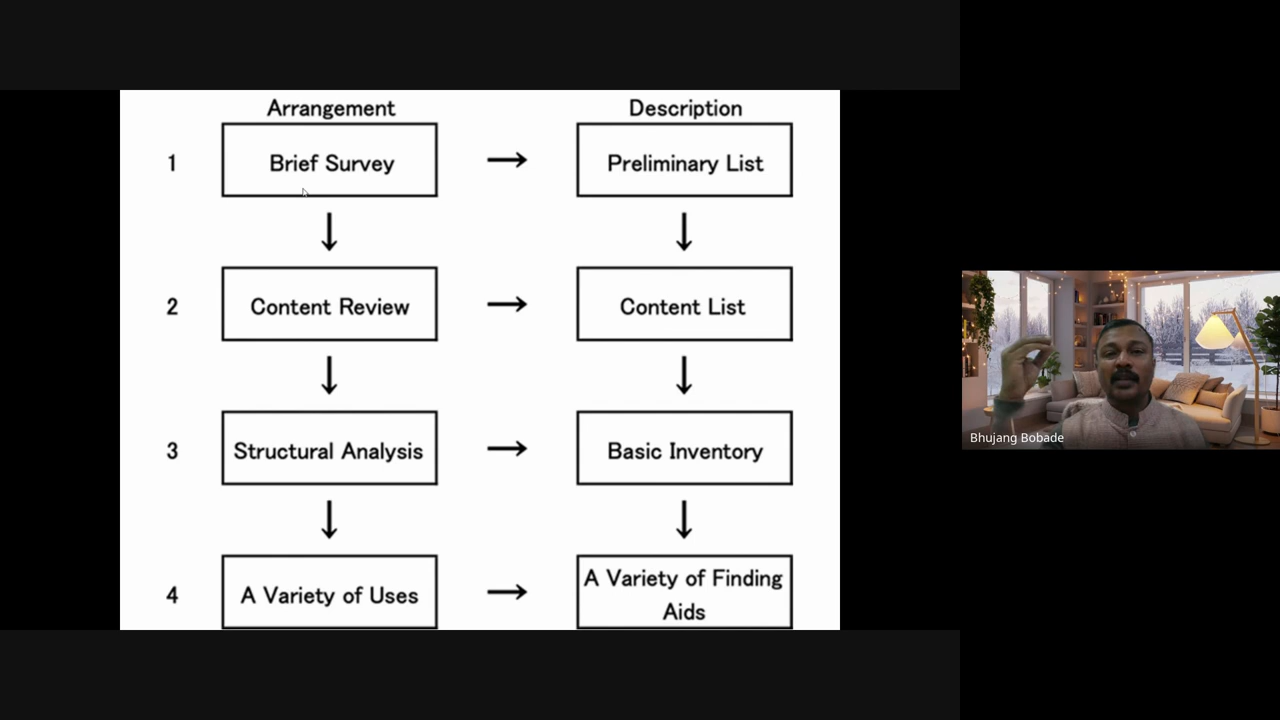 Arrangement
Description
1
Brief Survey
→
Preliminary List
2
Content Review
→
Content List
3
Structural Analysis
→
Basic Inventory
4
A Variety of Uses
→
A Variety of Finding
Aids
Bhujang Bobade